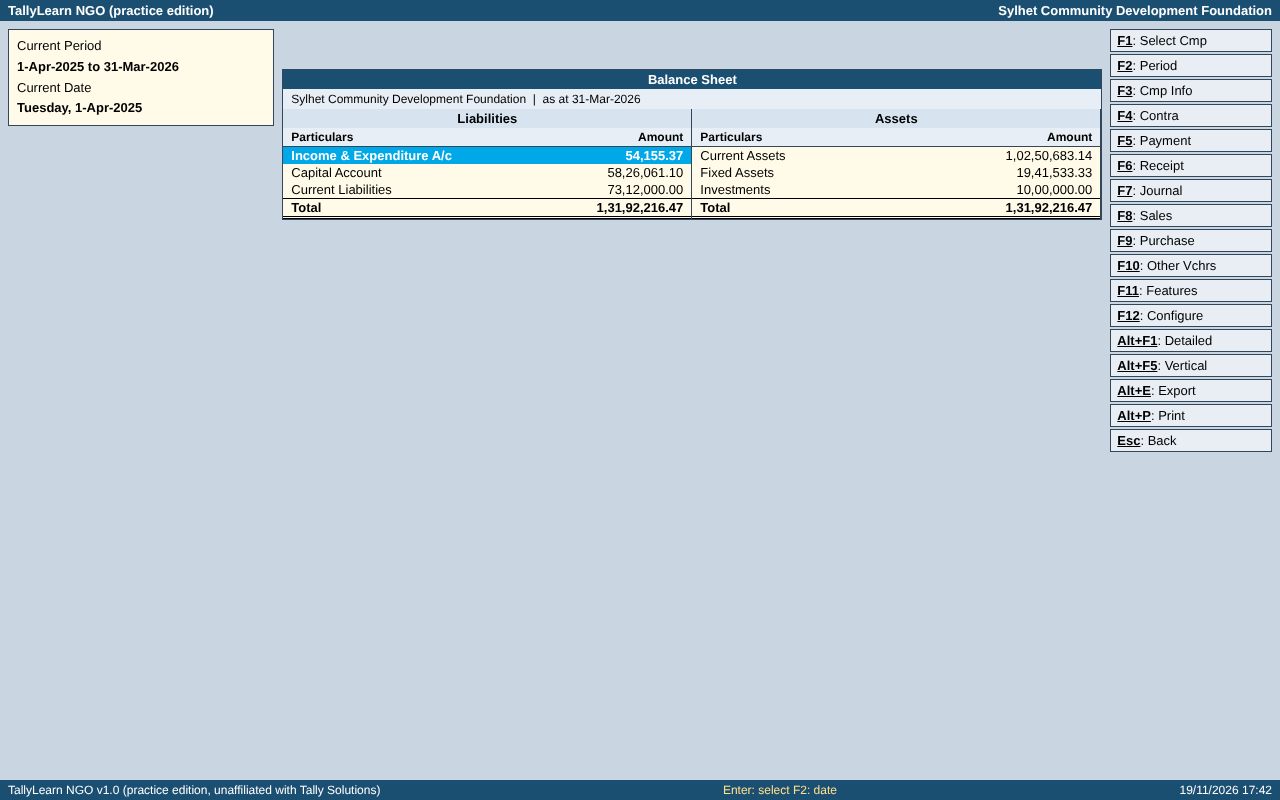 TallyLearn NGO (practice edition)
Sylhet Community Development Foundation
Current Period
1-Apr-2025 to 31-Mar-2026
Current Date
Tuesday, 1-Apr-2025
Balance Sheet
Sylhet Community Development Foundation | as at 31-Mar-2026
Liabilities Assets
Particulars Amount Particulars Amount
Income & Expenditure A/c 54,155.37 Current Assets 1,02,50,683.14
Capital Account 58,26,061.10 Fixed Assets 19,41,533.33
Current Liabilities 73,12,000.00 Investments 10,00,000.00
Total 1,31,92,216.47 Total 1,31,92,216.47
F1: Select Cmp
F2: Period
F3: Cmp Info
F4: Contra
F5: Payment
F6: Receipt
F7: Journal
F8: Sales
F9: Purchase
F10: Other Vchrs
F11: Features
F12: Configure
Alt+F1: Detailed
Alt+F5: Vertical
Alt+E: Export
Alt+P: Print
Esc: Back
TallyLearn NGO v1.0 (practice edition, unaffiliated with Tally Solutions)
Enter: select F2: date
19/11/2026 17:42